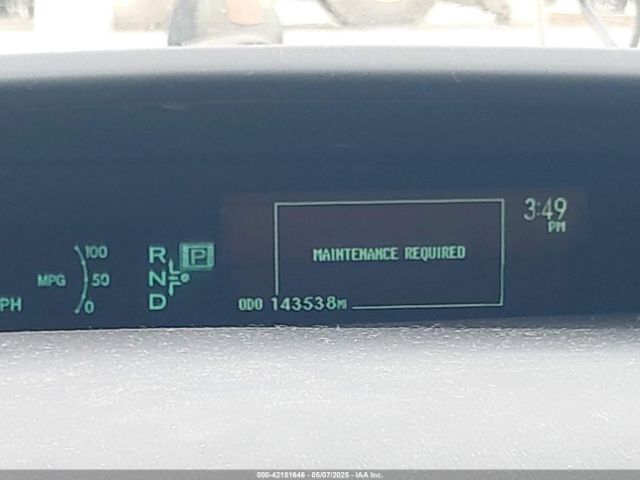 3:49
PM
MAINTENANCE REQUIRED
100
MPG 50
0
PH
R P
N
D
ODO 143538MI
000-42181646 - 05/07/2025 - IAA Inc.